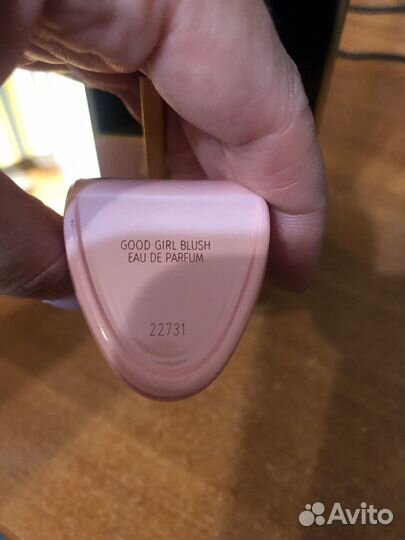 GOOD GIRL BLUSH
EAU DE PARFUM
22731
Avito